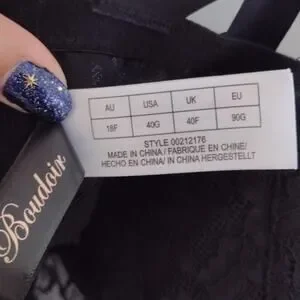 AU USA UK EU
18F 40G 40F 90G
STYLE 00212176
MADE IN CHINA / FABRIQUE EN CHINE/
HECHO EN CHINA/ IN CHINA HERGESTELLT
Boudoir